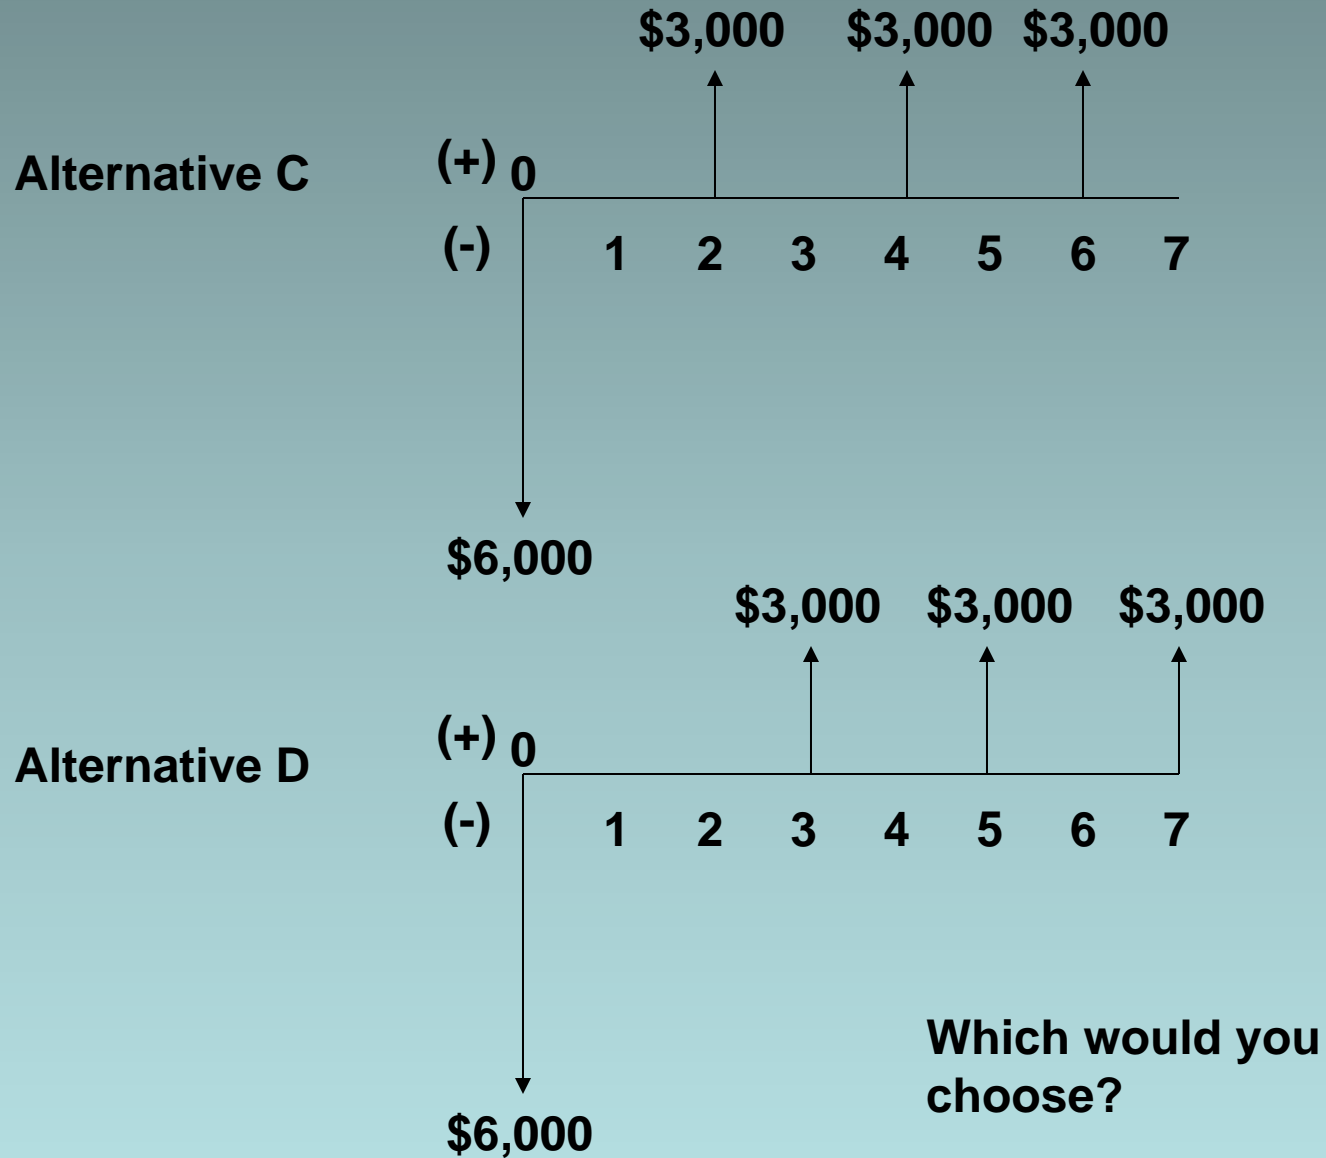 $3,000 $3,000 $3,000
Alternative C (+) 0
(-) 1 2 3 4 5 6 7
$6,000
$3,000 $3,000 $3,000
Alternative D (+) 0
(-) 1 2 3 4 5 6 7
Which would you
choose?
$6,000